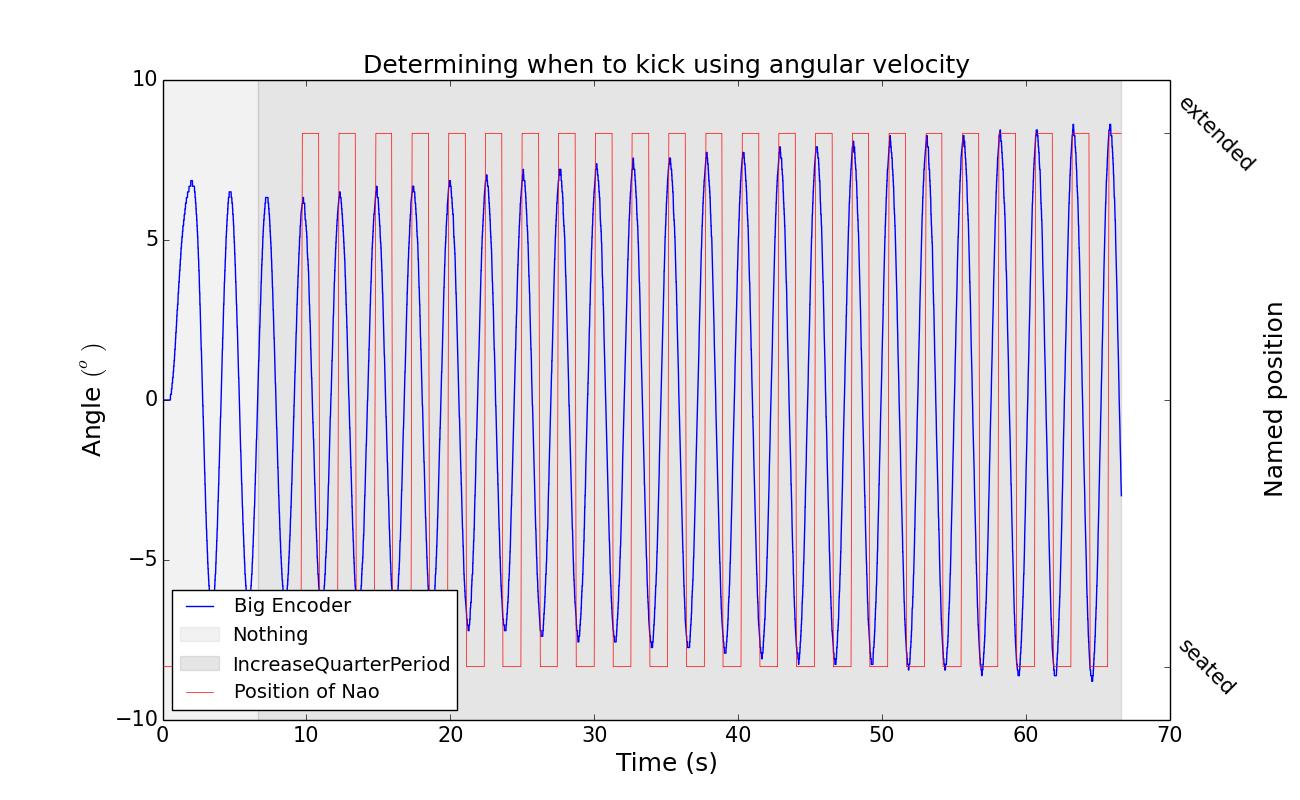 Determining when to kick using angular velocity
10
5
0
−5
−10
Angle (o)
0 10 20 30 40 50 60 70
Time (s)
extended
seated
Named position
Big Encoder
Nothing
IncreaseQuarterPeriod
Position of Nao